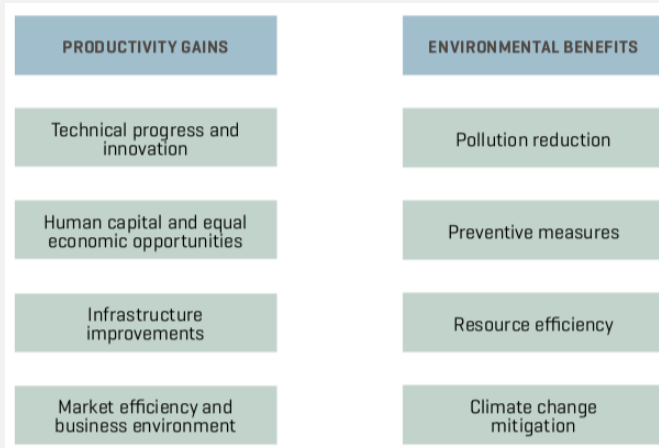 PRODUCTIVITY GAINS
Technical progress and
innovation
Human capital and equal
economic opportunities
Infrastructure
improvements
Market efficiency and
business environment
ENVIRONMENTAL BENEFITS
Pollution reduction
Preventive measures
Resource efficiency
Climate change
mitigation